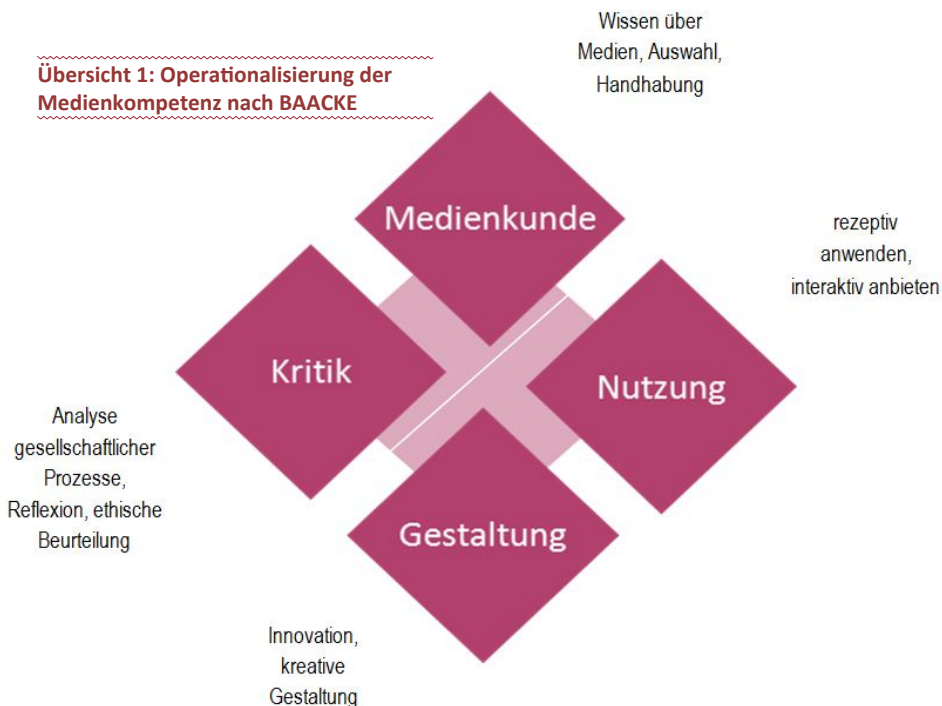 Übersicht 1: Operationalisierung der
Medienkompetenz nach BAACKE
Wissen über
Medien, Auswahl,
Handhabung
Medienkunde
rezeptiv
anwenden,
interaktiv anbieten
Kritik
Nutzung
Analyse
gesellschaftlicher
Prozesse,
Reflexion, ethische
Beurteilung
Gestaltung
Innovation,
kreative
Gestaltung